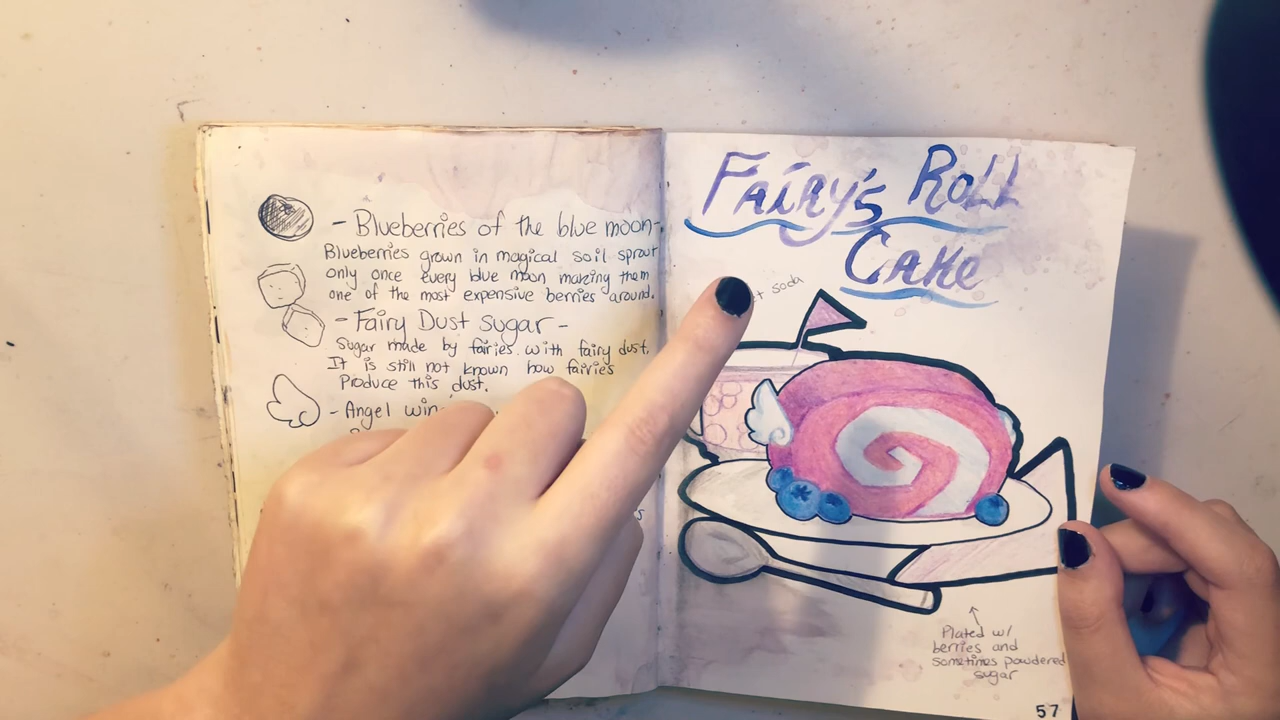 - Blueberries of the blue moon -
Blueberries grown in magical soil sprout
only once every blue moon making them
one of the most expensive berries around.
- Fairy Dust sugar -
Sugar made by fairies with fairy dust.
It is still not known how fairies
Produce this dust.
- Angel win
Fairy's Roll
Cake
soda
Plated w/
berries and
sometimes powdered
sugar
57